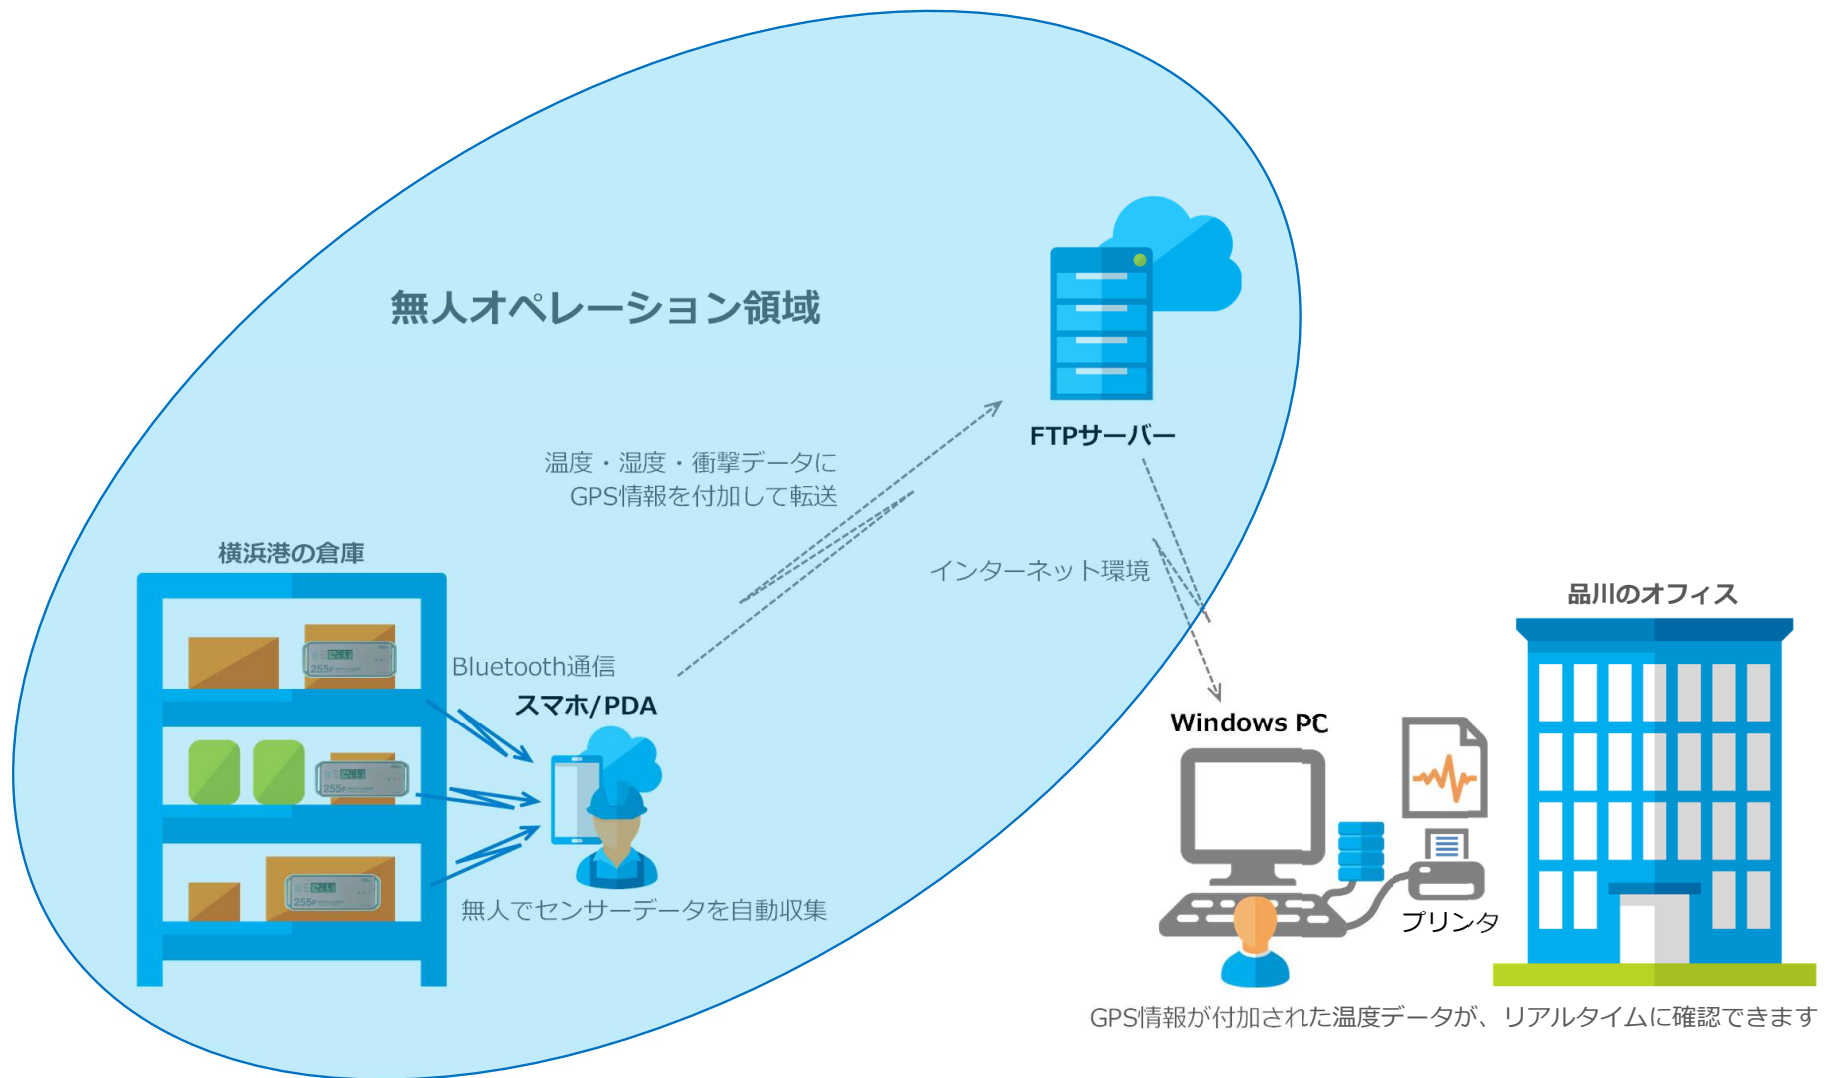 無人オペレーション領域
FTPサーバー
温度・湿度・衝撃データに
GPS情報を付加して転送
横浜港の倉庫
インターネット環境
品川のオフィス
Bluetooth通信
スマホ/PDA
Windows PC
255F
255F
255F
無人でセンサーデータを自動収集
プリンタ
GPS情報が付加された温度データが、リアルタイムに確認できます